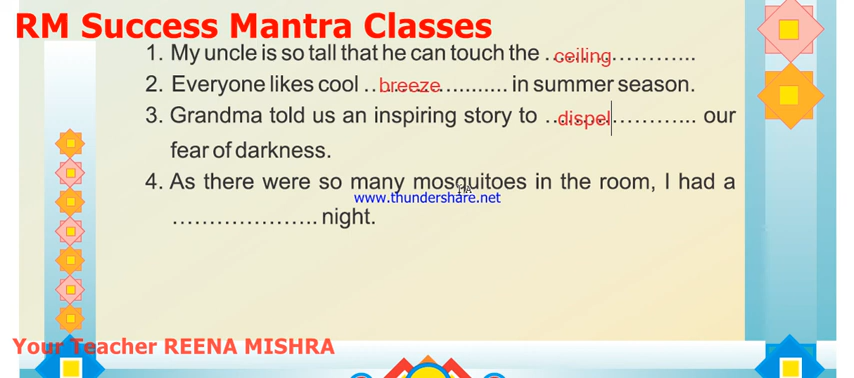 RM Success Mantra Classes
1. My uncle is so tall that he can touch the ..ceiling..............
2. Everyone likes cool ..breeze........... in summer season.
3. Grandma told us an inspiring story to ..dispel.............. our
fear of darkness.
4. As there were so many mosquitoes in the room, I had a
www.thundershare.net
.................... night.
Your Teacher REENA MISHRA